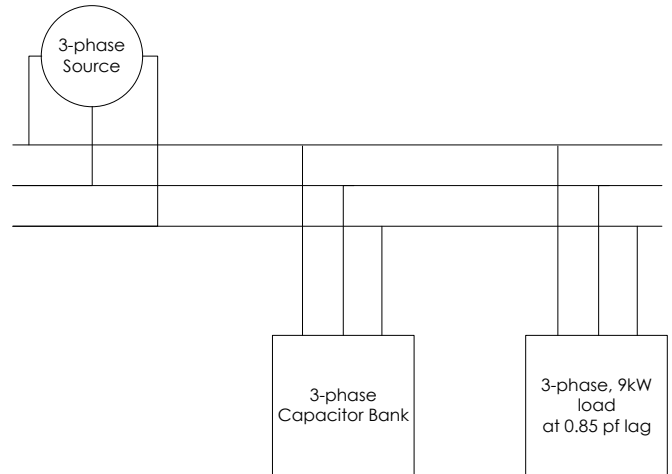 3-phase
Source
3-phase
Capacitor Bank
3-phase, 9kW
load
at 0.85 pf lag